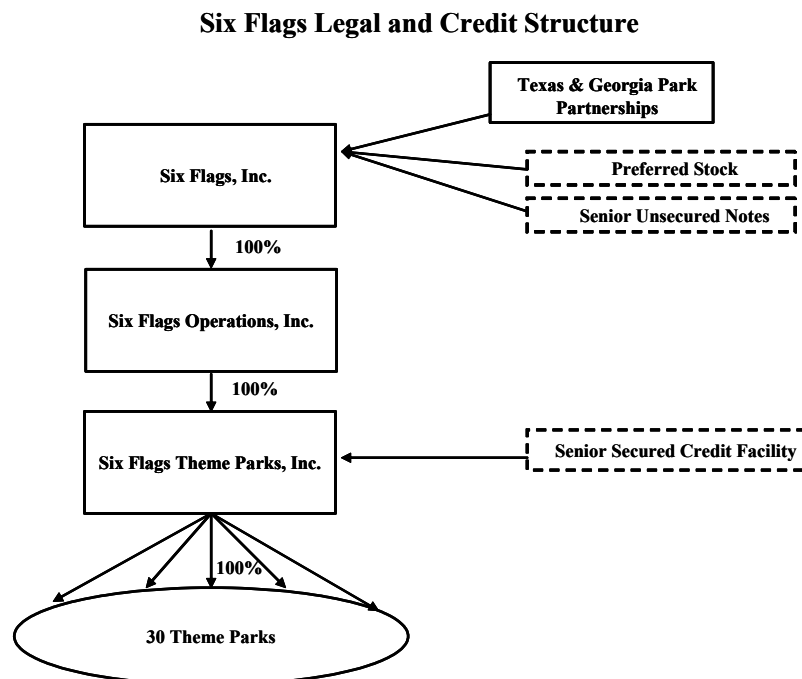 Six Flags Legal and Credit Structure
Texas & Georgia Park
Partnerships
Six Flags, Inc.
Preferred Stock
Senior Unsecured Notes
100%
Six Flags Operations, Inc.
100%
Six Flags Theme Parks, Inc.
Senior Secured Credit Facility
100%
30 Theme Parks